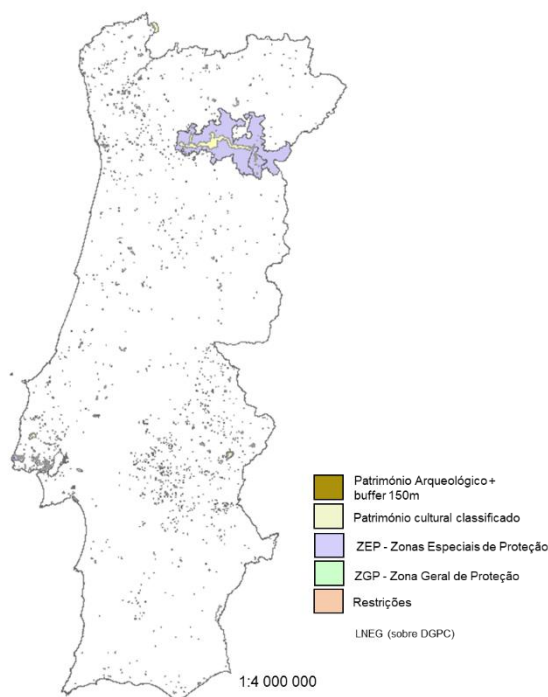 Património Arqueológico +
buffer 150m
Património cultural classificado
ZEP - Zonas Especiais de Proteção
ZGP - Zona Geral de Proteção
Restrições
LNEG (sobre DGPC)
1:4 000 000